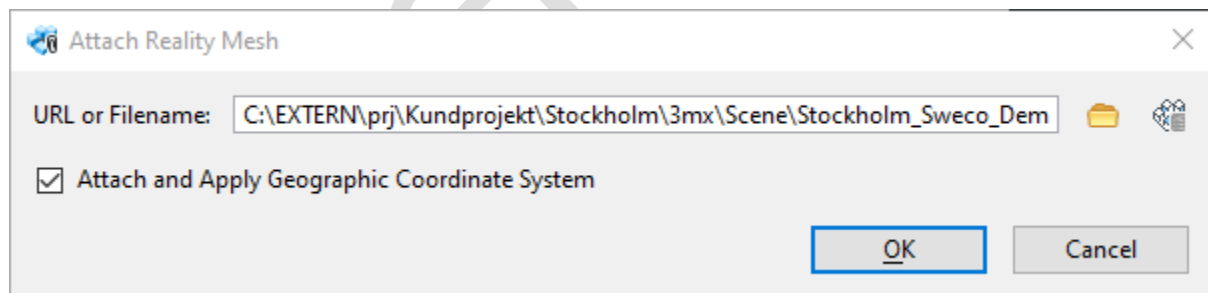 Attach Reality Mesh
URL or Filename: C:\EXTERN\prj\Kundprojekt\Stockholm\3mx\Scene\Stockholm_Sweco_Dem
Attach and Apply Geographic Coordinate System
OK Cancel